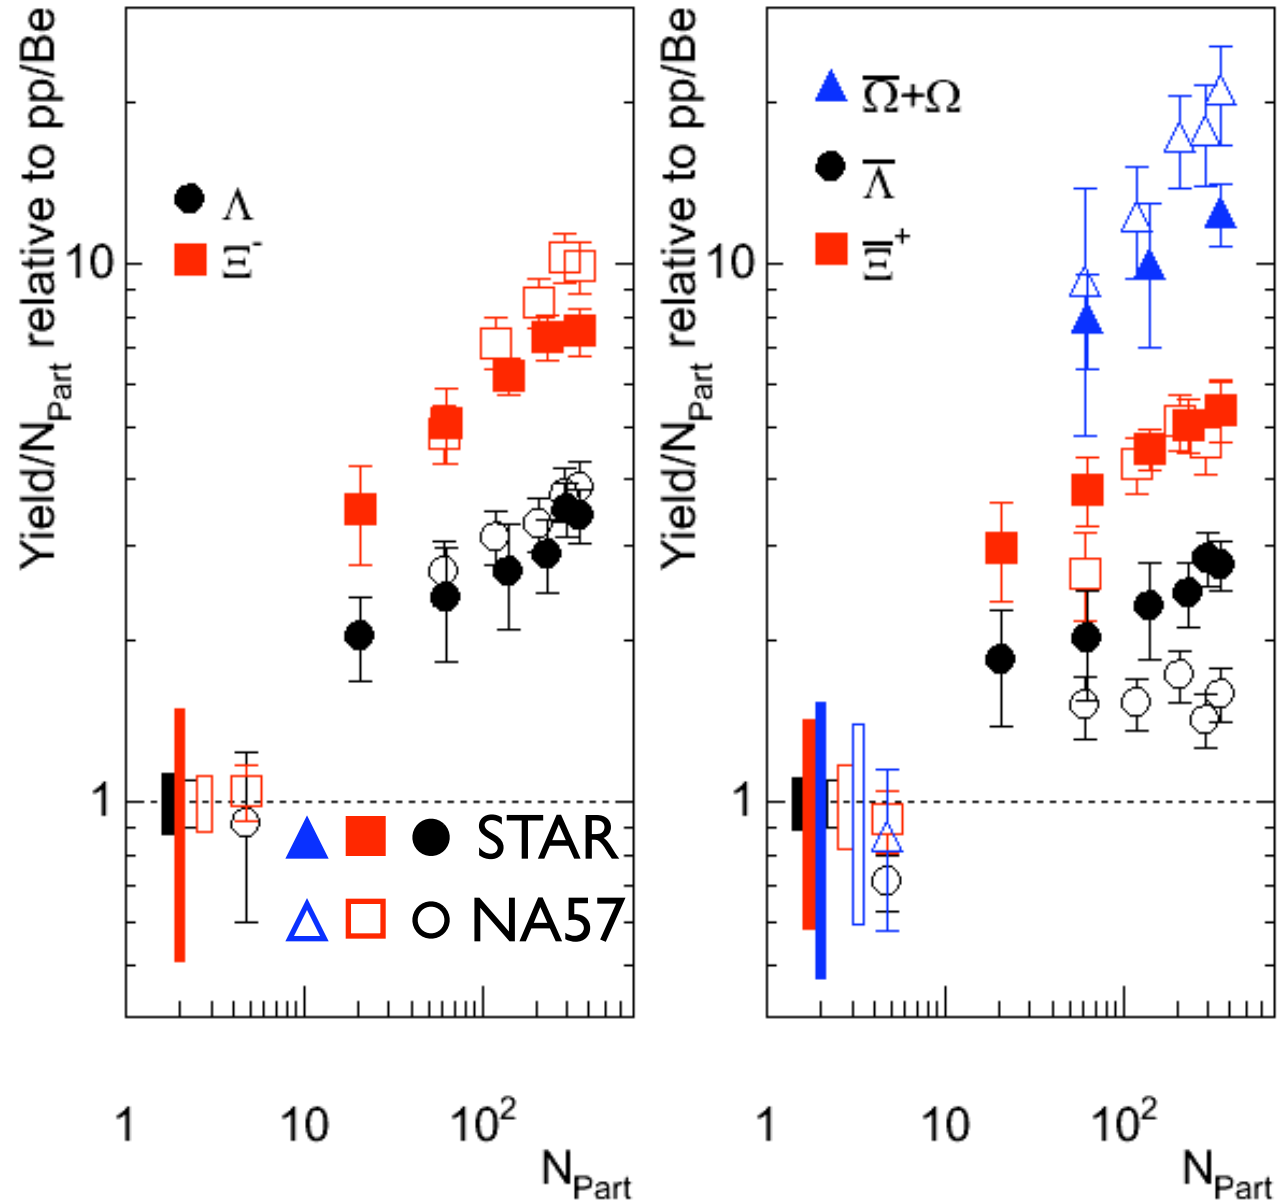 Yield/N_Part relative to pp/Be
10
1
Λ
Ξ⁻
STAR
NA57
1 10 10²
N_Part
Yield/N_Part relative to pp/Be
10
1
Ω̅+Ω
Λ̅
Ξ̅⁺
1 10 10²
N_Part